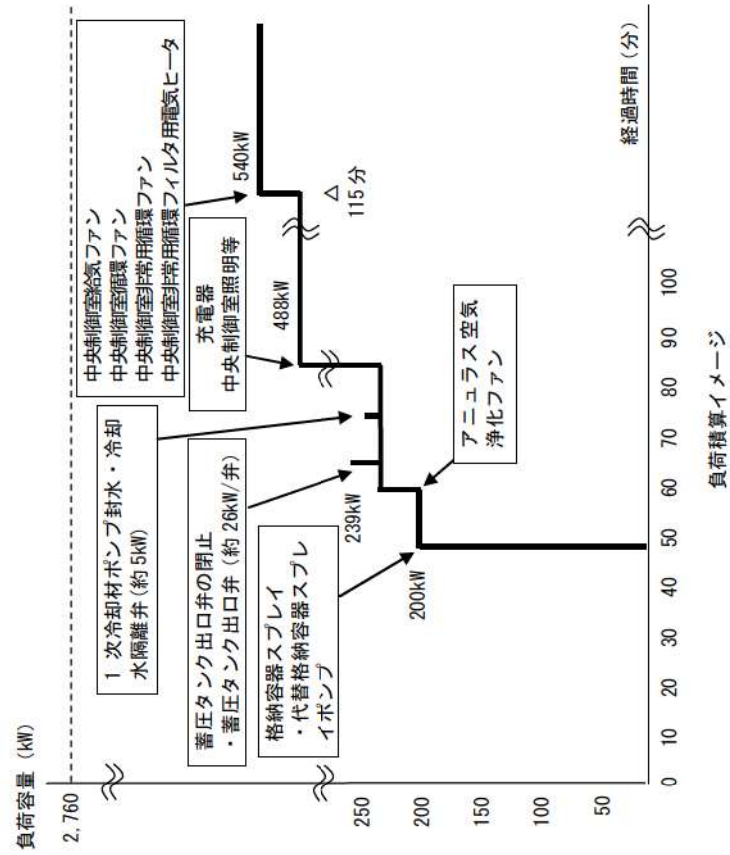 負荷容量 (kW)
2,760
250
200
150
100
50
0
10
20
30
40
50
60
70
80
90
100
経過時間(分)
1次冷却材ポンプ封水・冷却
水隔離弁(約5kW)
蓄圧タンク出口弁の閉止
・蓄圧タンク出口弁(約26kW/弁)
格納容器スプレイ
・代替格納容器スプレ
イポンプ
中央制御室給気ファン
中央制御室循環ファン
中央制御室非常用循環ファン
中央制御室非常用循環フィルタ用電気ヒータ
充電器
中央制御室照明等
アニュラス空気
浄化ファン
200kW
239kW
488kW
540kW
△
115分
負荷積算イメージ